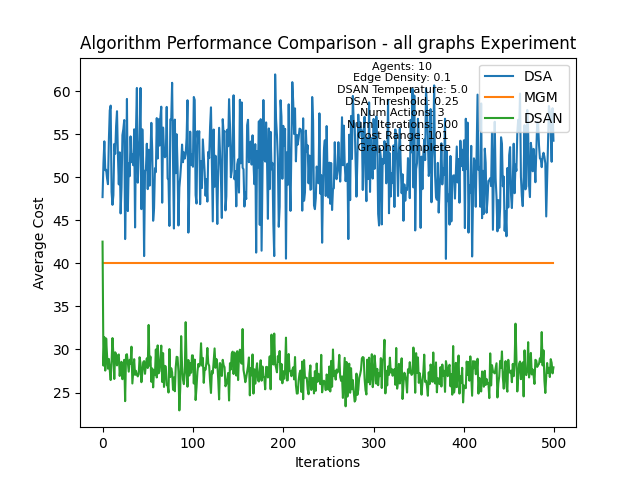 Algorithm Performance Comparison - all graphs Experiment
Agents: 10
Edge Density: 0.1
DSAN Temperature: 5.0
DSA Threshold: 0.25
Num Actions: 3
Num Iterations: 500
Cost Range: 101
Graph: complete
DSA
MGM
DSAN
Average Cost
60
55
50
45
40
35
30
25
0
100
200
300
400
500
Iterations